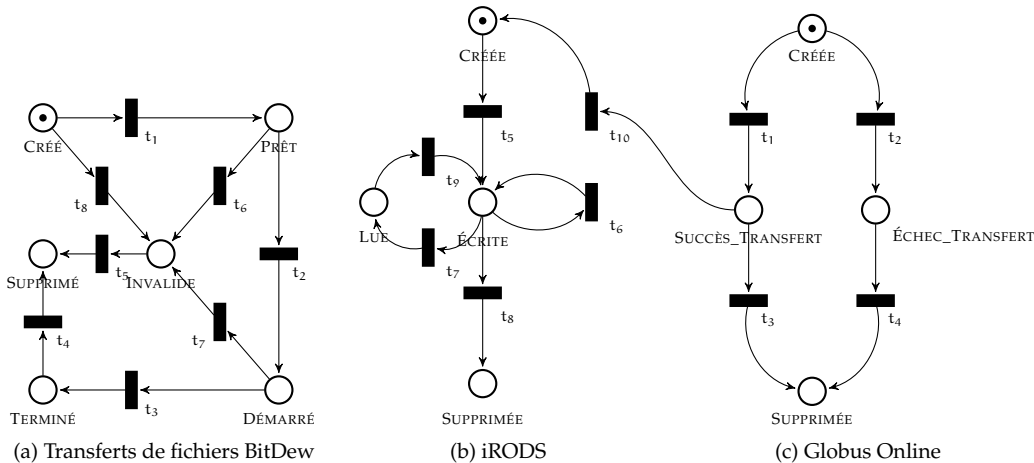 CRÉÉ
t1
PRÊT
t8
t6
SUPPRIMÉ
t5
INVALIDE
t2
t4
t7
TERMINÉ
t3
DÉMARRÉ
(a) Transferts de fichiers BitDew
CRÉÉE
t5
t10
t9
LUE
ÉCRITE
t6
t7
t8
SUPPRIMÉE
(b) iRODS
CRÉÉE
t1
t2
SUCCÈS_TRANSFERT
ÉCHEC_TRANSFERT
t3
t4
SUPPRIMÉE
(c) Globus Online